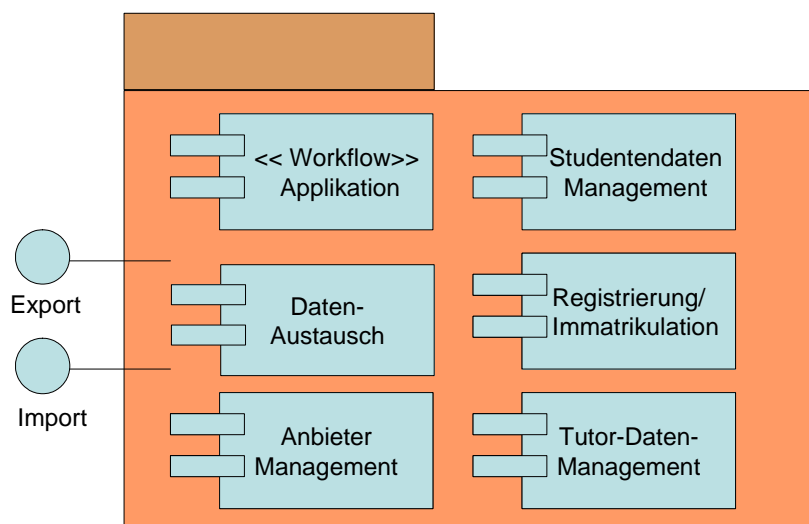 << Workflow>>
Applikation
Studentendaten
Management
Export
Daten-
Austausch
Registrierung/
Immatrikulation
Import
Anbieter
Management
Tutor-Daten-
Management